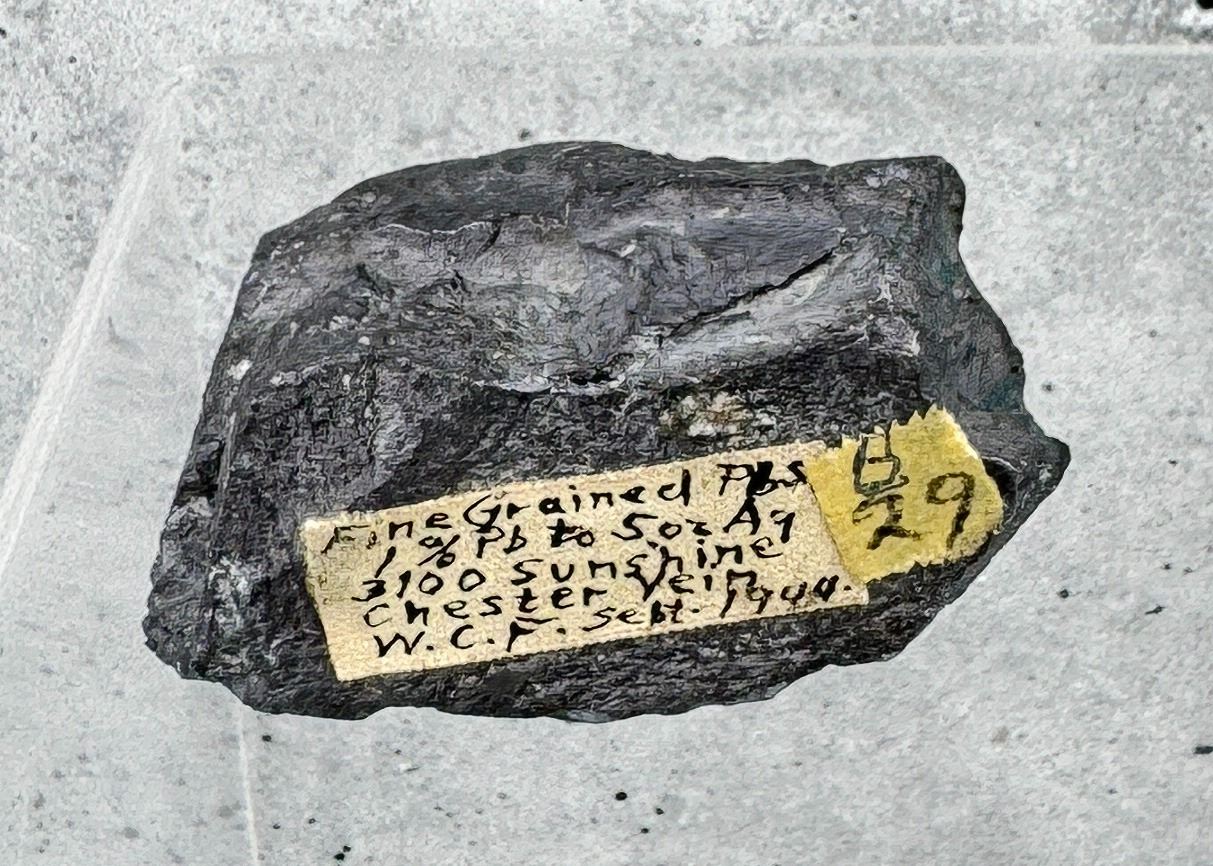 Fine Grained PbS
1% Pb to 5oz Ag
3100 Sunshine
Chester Vein
W.C.F. Sept. 1944.
B
29